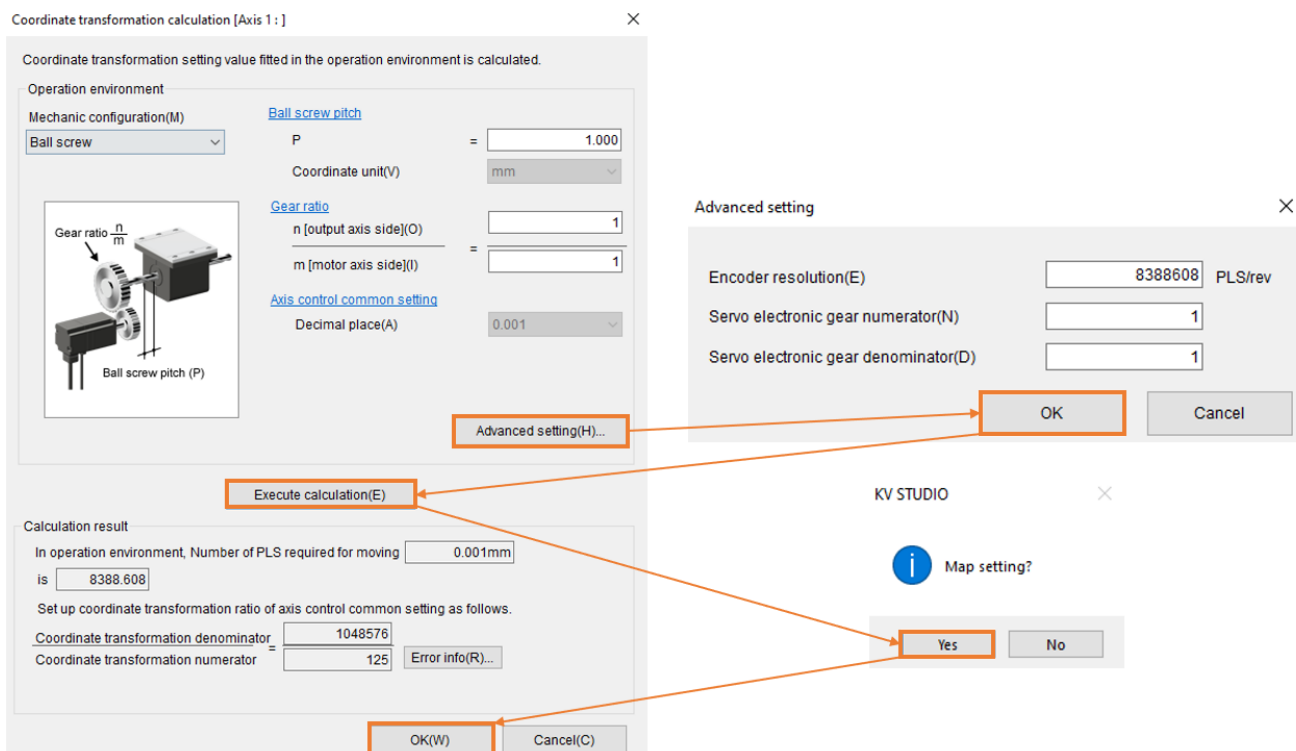 Coordinate transformation calculation [Axis 1 : ]
Coordinate transformation setting value fitted in the operation environment is calculated.
Operation environment
Mechanic configuration(M)
Ball screw
Gear ratio n/m
Ball screw pitch (P)
Ball screw pitch
P = 1.000
Coordinate unit(V) mm
Gear ratio
n [output axis side](O) 1
=
m [motor axis side](I) 1
Axis control common setting
Decimal place(A) 0.001
Advanced setting(H)...
Execute calculation(E)
Calculation result
In operation environment, Number of PLS required for moving 0.001mm
is 8388.608
Set up coordinate transformation ratio of axis control common setting as follows.
Coordinate transformation denominator 1048576
=
Coordinate transformation numerator 125 Error info(R)...
OK(W) Cancel(C)
Advanced setting
Encoder resolution(E) 8388608 PLS/rev
Servo electronic gear numerator(N) 1
Servo electronic gear denominator(D) 1
OK Cancel
KV STUDIO
i Map setting?
Yes No